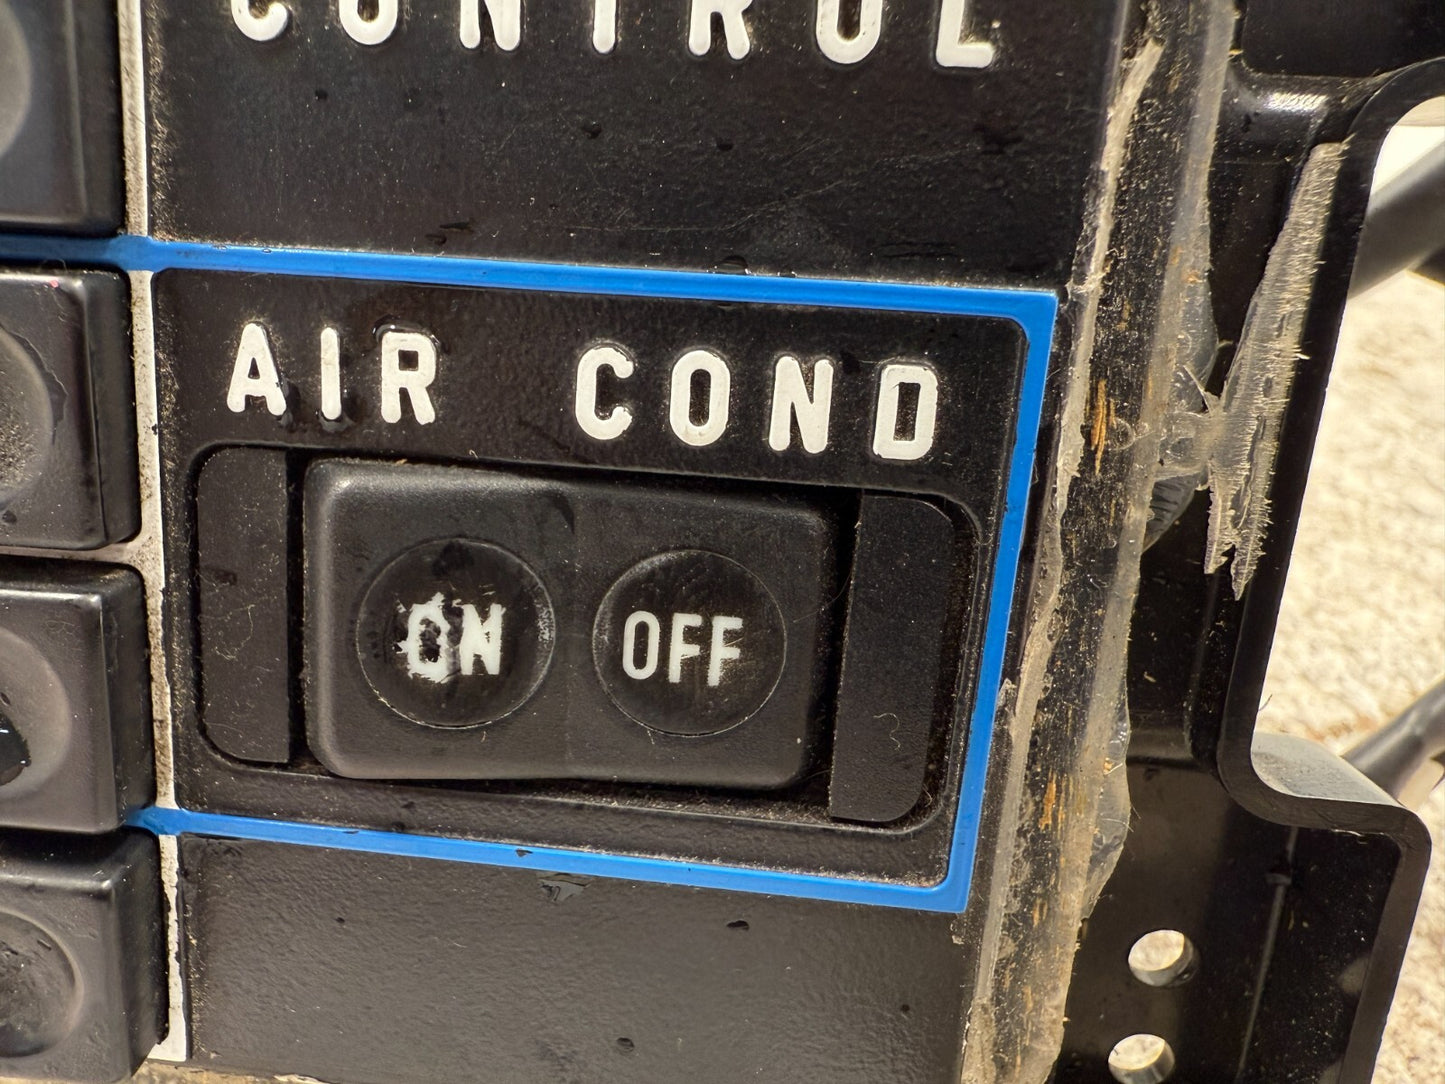 CONTROL
AIR COND
ON OFF